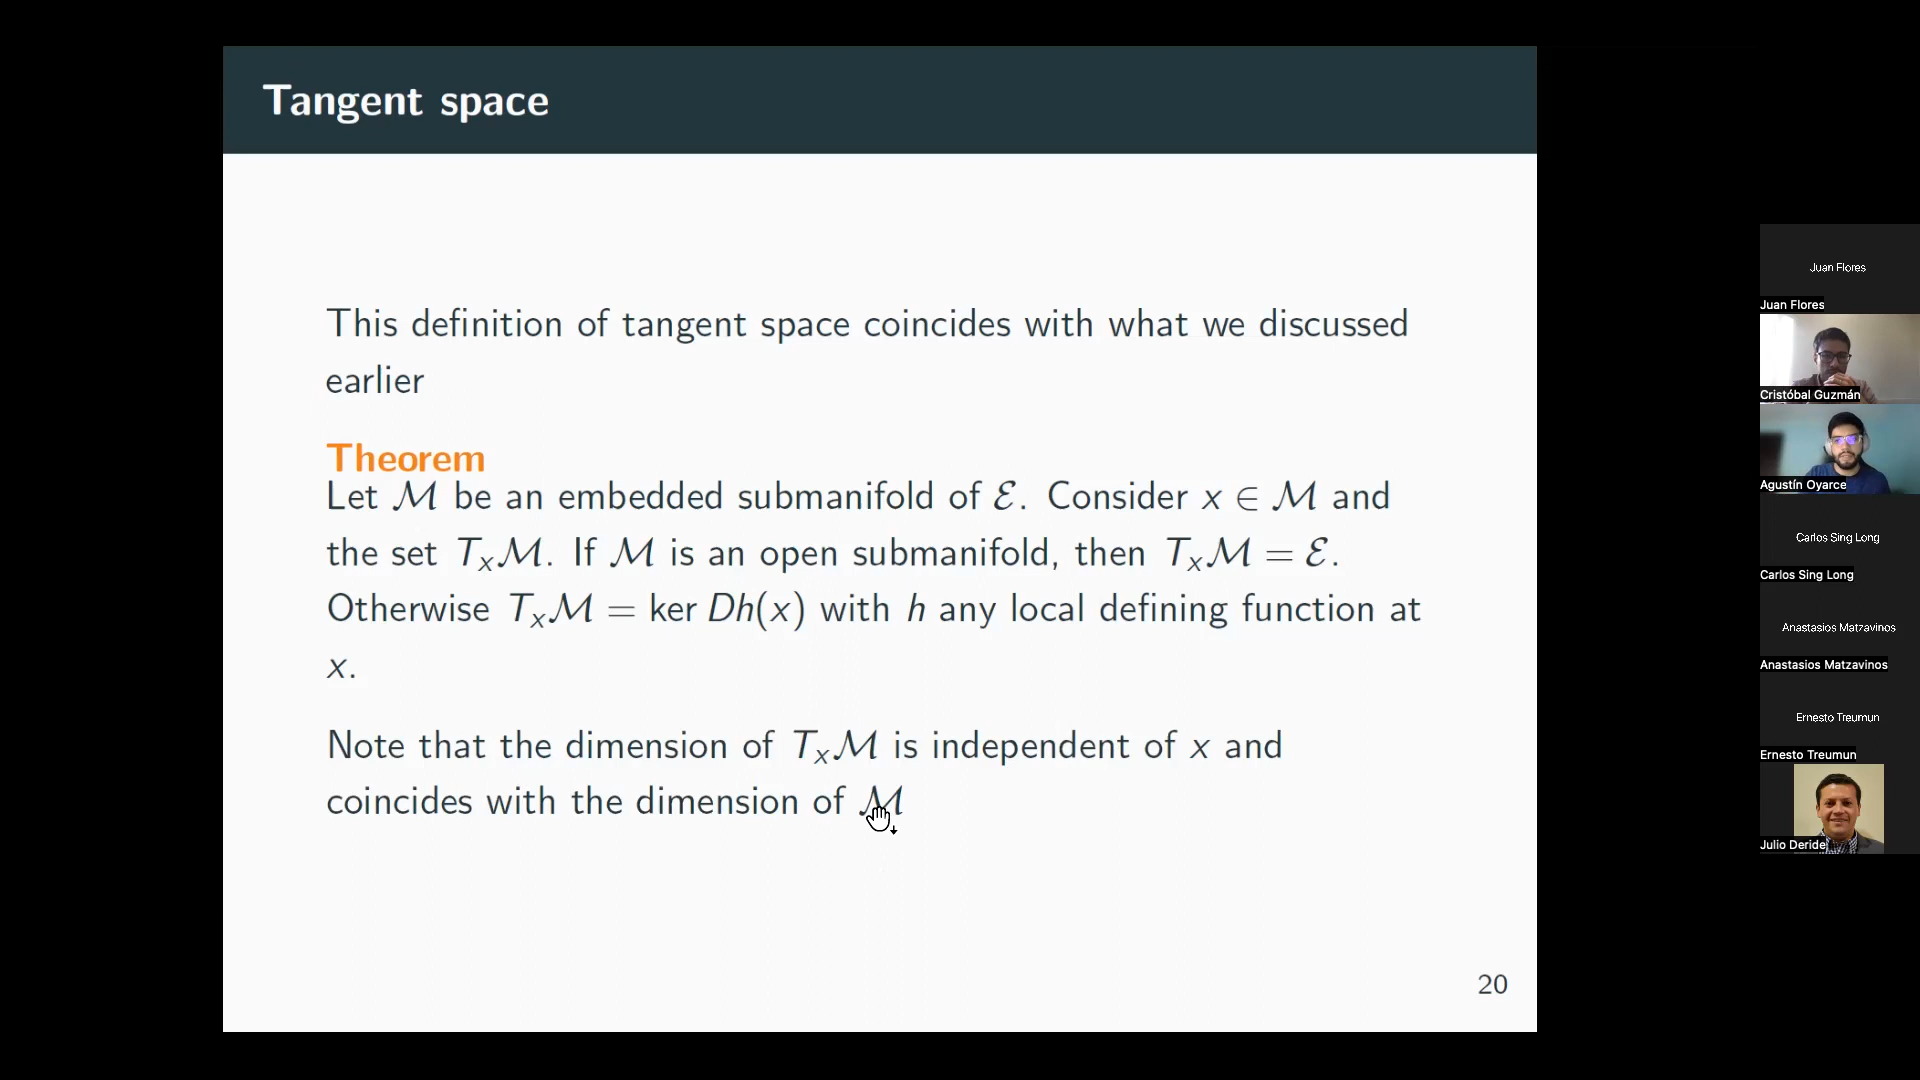 Tangent space
This definition of tangent space coincides with what we discussed
earlier
Theorem
Let ℳ be an embedded submanifold of ℰ. Consider x ∈ ℳ and
the set Tₓℳ. If ℳ is an open submanifold, then Tₓℳ = ℰ.
Otherwise Tₓℳ = ker Dh(x) with h any local defining function at
x.
Note that the dimension of Tₓℳ is independent of x and
coincides with the dimension of ℳ
20
Juan Flores
Juan Flores
Cristóbal Guzmán
Agustín Oyarce
Carlos Sing Long
Carlos Sing Long
Anastasios Matzavinos
Anastasios Matzavinos
Ernesto Treumun
Ernesto Treumun
Julio Deride